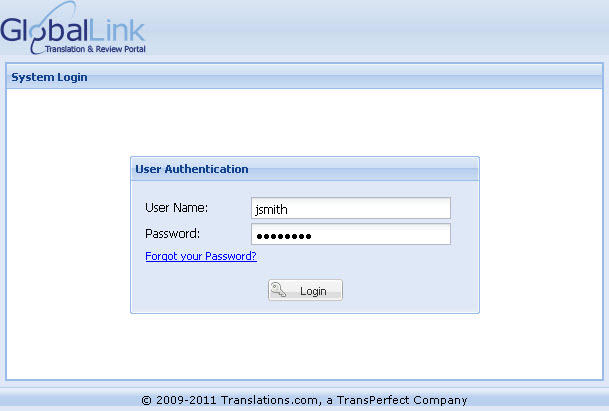 GlobalLink
Translation & Review Portal
System Login
User Authentication
User Name: jsmith
Password: ●●●●●●●●
Forgot your Password?
Login
© 2009-2011 Translations.com, a TransPerfect Company